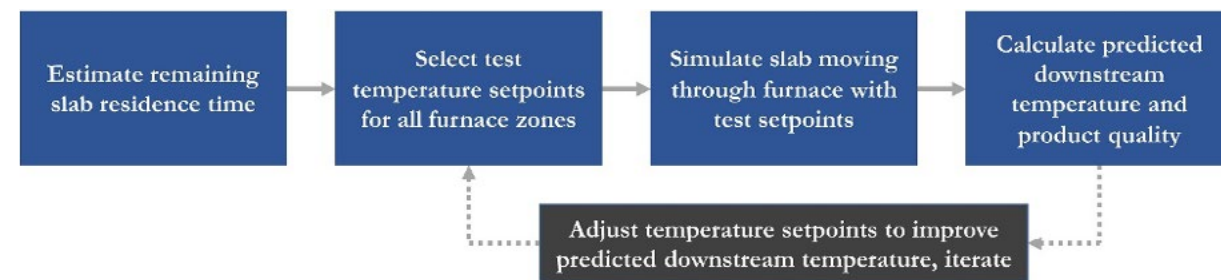 Estimate remaining
slab residence time
Select test
temperature setpoints
for all furnace zones
Simulate slab moving
through furnace with
test setpoints
Calculate predicted
downstream
temperature and
product quality
Adjust temperature setpoints to improve
predicted downstream temperature, iterate